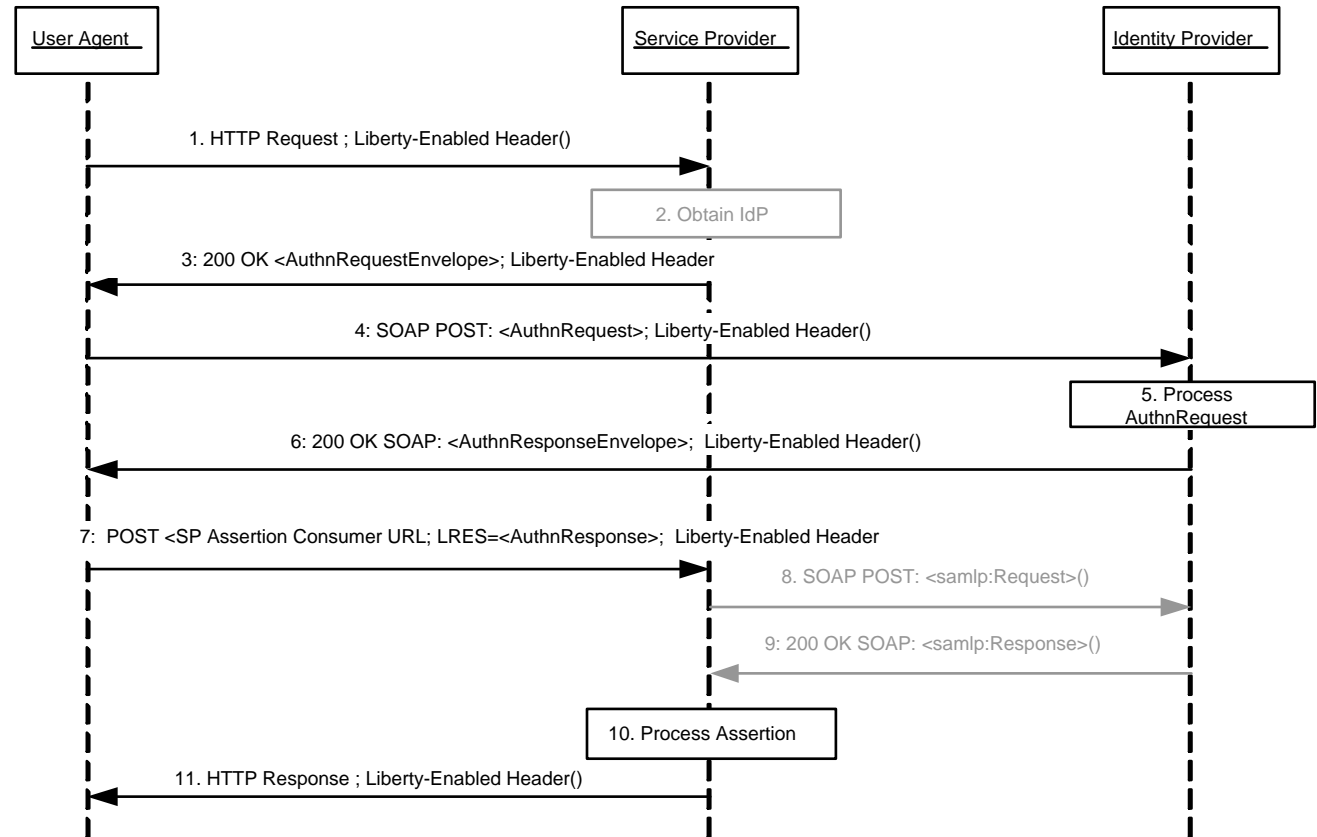 User Agent
Service Provider
Identity Provider
1. HTTP Request ; Liberty-Enabled Header()
2. Obtain IdP
3: 200 OK <AuthnRequestEnvelope>; Liberty-Enabled Header
4: SOAP POST: <AuthnRequest>; Liberty-Enabled Header()
5. Process
AuthnRequest
6: 200 OK SOAP: <AuthnResponseEnvelope>; Liberty-Enabled Header()
7: POST <SP Assertion Consumer URL; LRES=<AuthnResponse>; Liberty-Enabled Header
8. SOAP POST: <samlp:Request>()
9: 200 OK SOAP: <samlp:Response>()
10. Process Assertion
11. HTTP Response ; Liberty-Enabled Header()